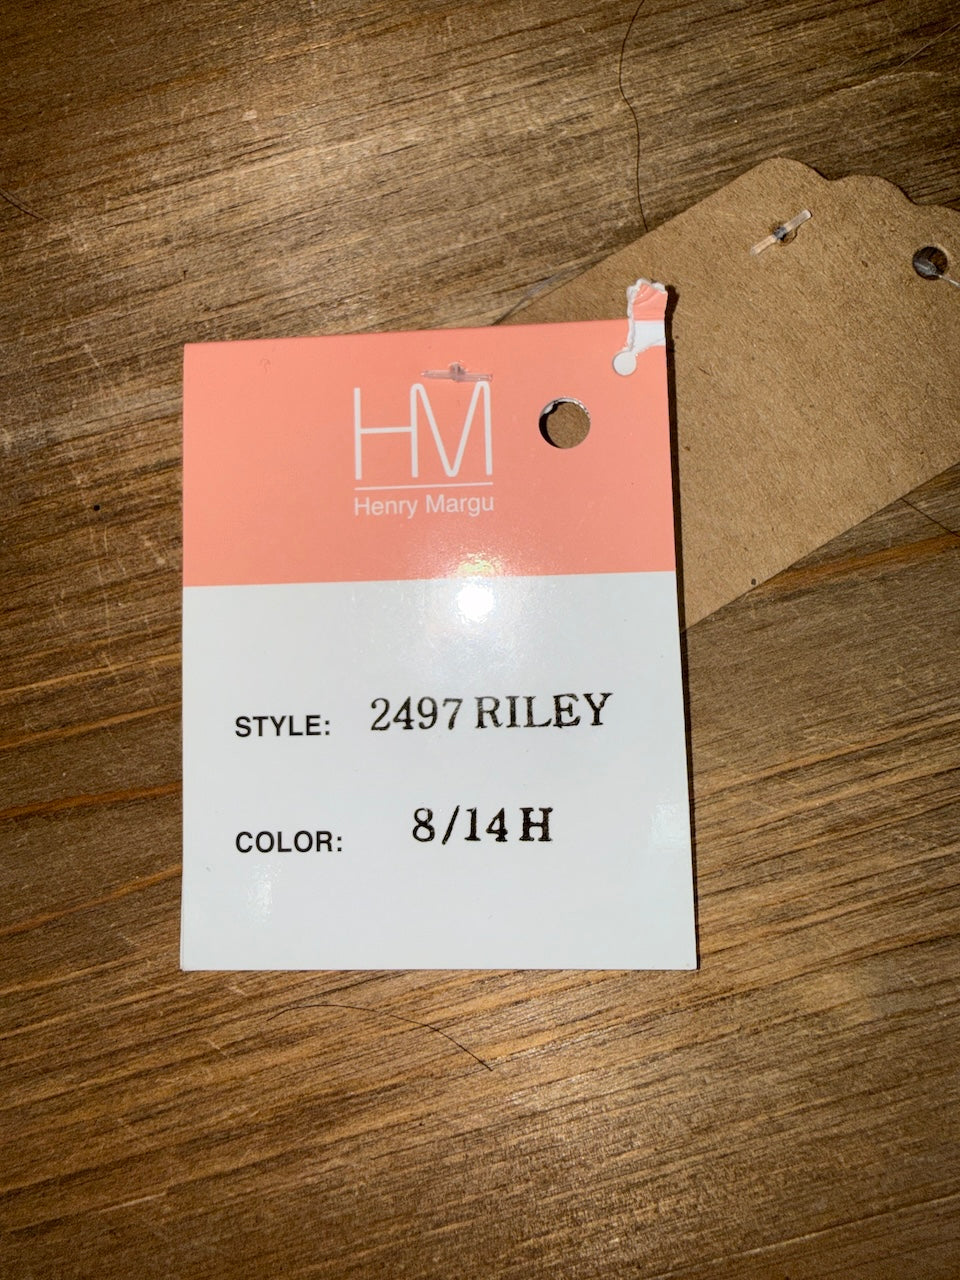 HM
Henry Margu
STYLE: 2497 RILEY
COLOR: 8/14H